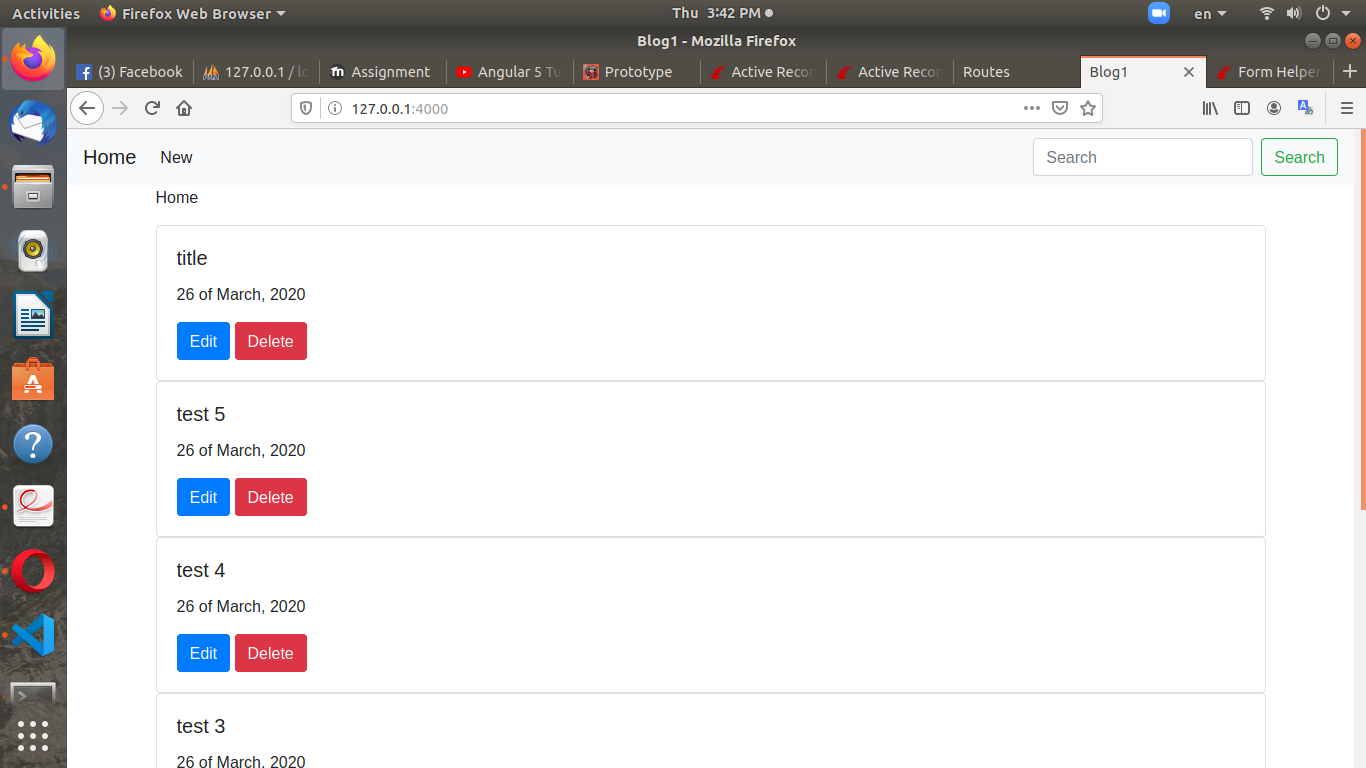 Activities Firefox Web Browser Thu 3:42 PM en
Blog1 - Mozilla Firefox
(3) Facebook 127.0.0.1 / lo Assignment Angular 5 Tu Prototype Active Recor Active Recor Routes Blog1 Form Helper
127.0.0.1:4000
Home New Search Search
Home
title
26 of March, 2020
Edit Delete
test 5
26 of March, 2020
Edit Delete
test 4
26 of March, 2020
Edit Delete
test 3
26 of March, 2020